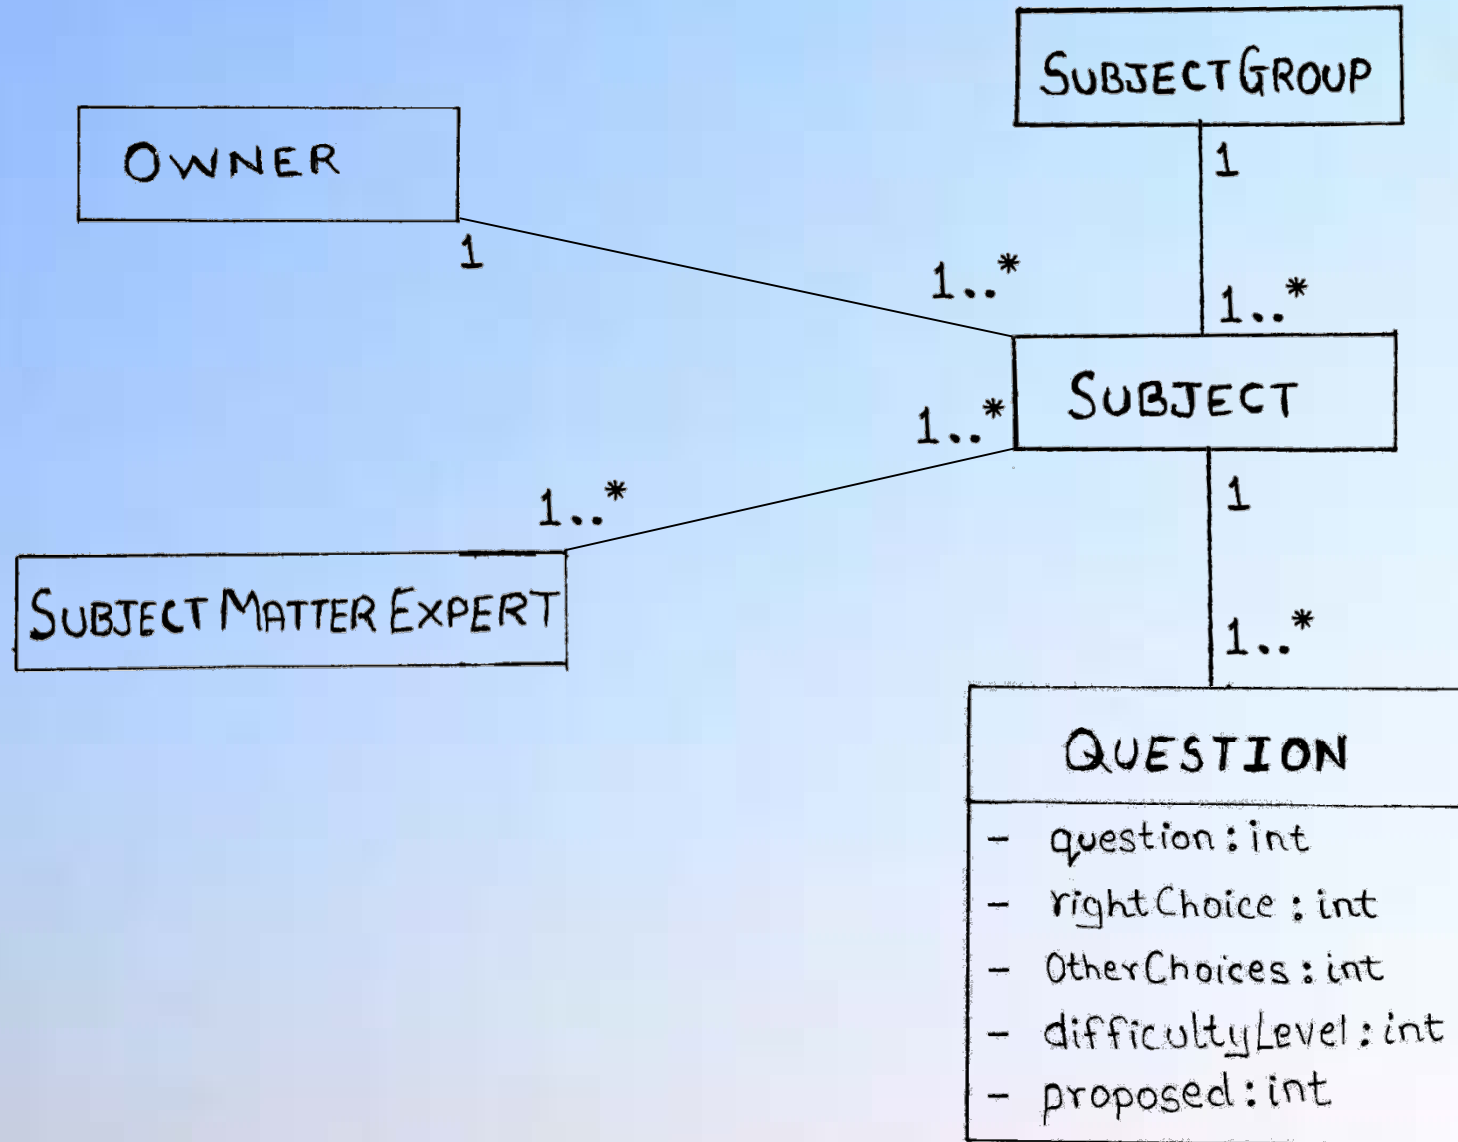 SUBJECTGROUP
OWNER
1
1
1..*
1..*
SUBJECT
1..*
1..*
1
SUBJECTMATTEREXPERT
1..*
QUESTION
- question : int
- rightChoice : int
- OtherChoices : int
- difficultyLevel : int
- proposed : int